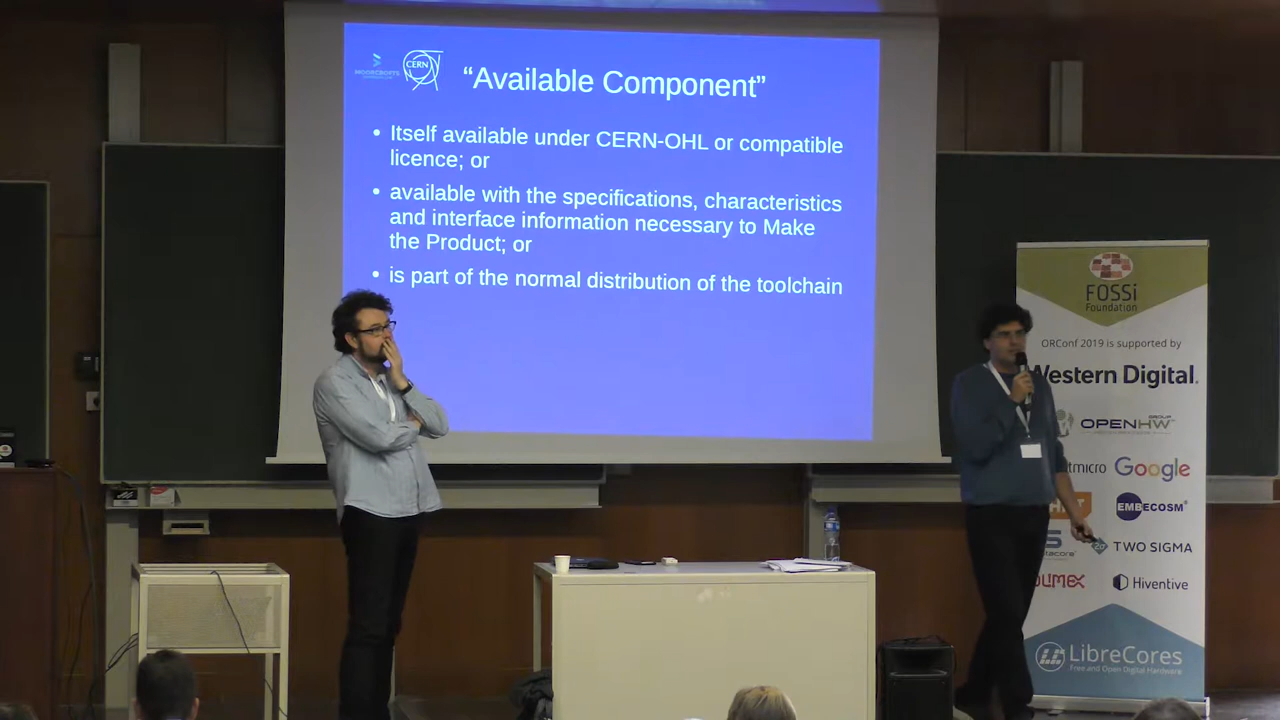 CERN
“Available Component”
• Itself available under CERN-OHL or compatible
licence; or
• available with the specifications, characteristics
and interface information necessary to Make
the Product; or
• is part of the normal distribution of the toolchain
FOSSi
Foundation
ORConf 2019 is supported by
Western Digital.
OPENHW
GROUP
Google
EMBECOSM
TWO SIGMA
Hiventive
LibreCores
Free and Open Digital Hardware